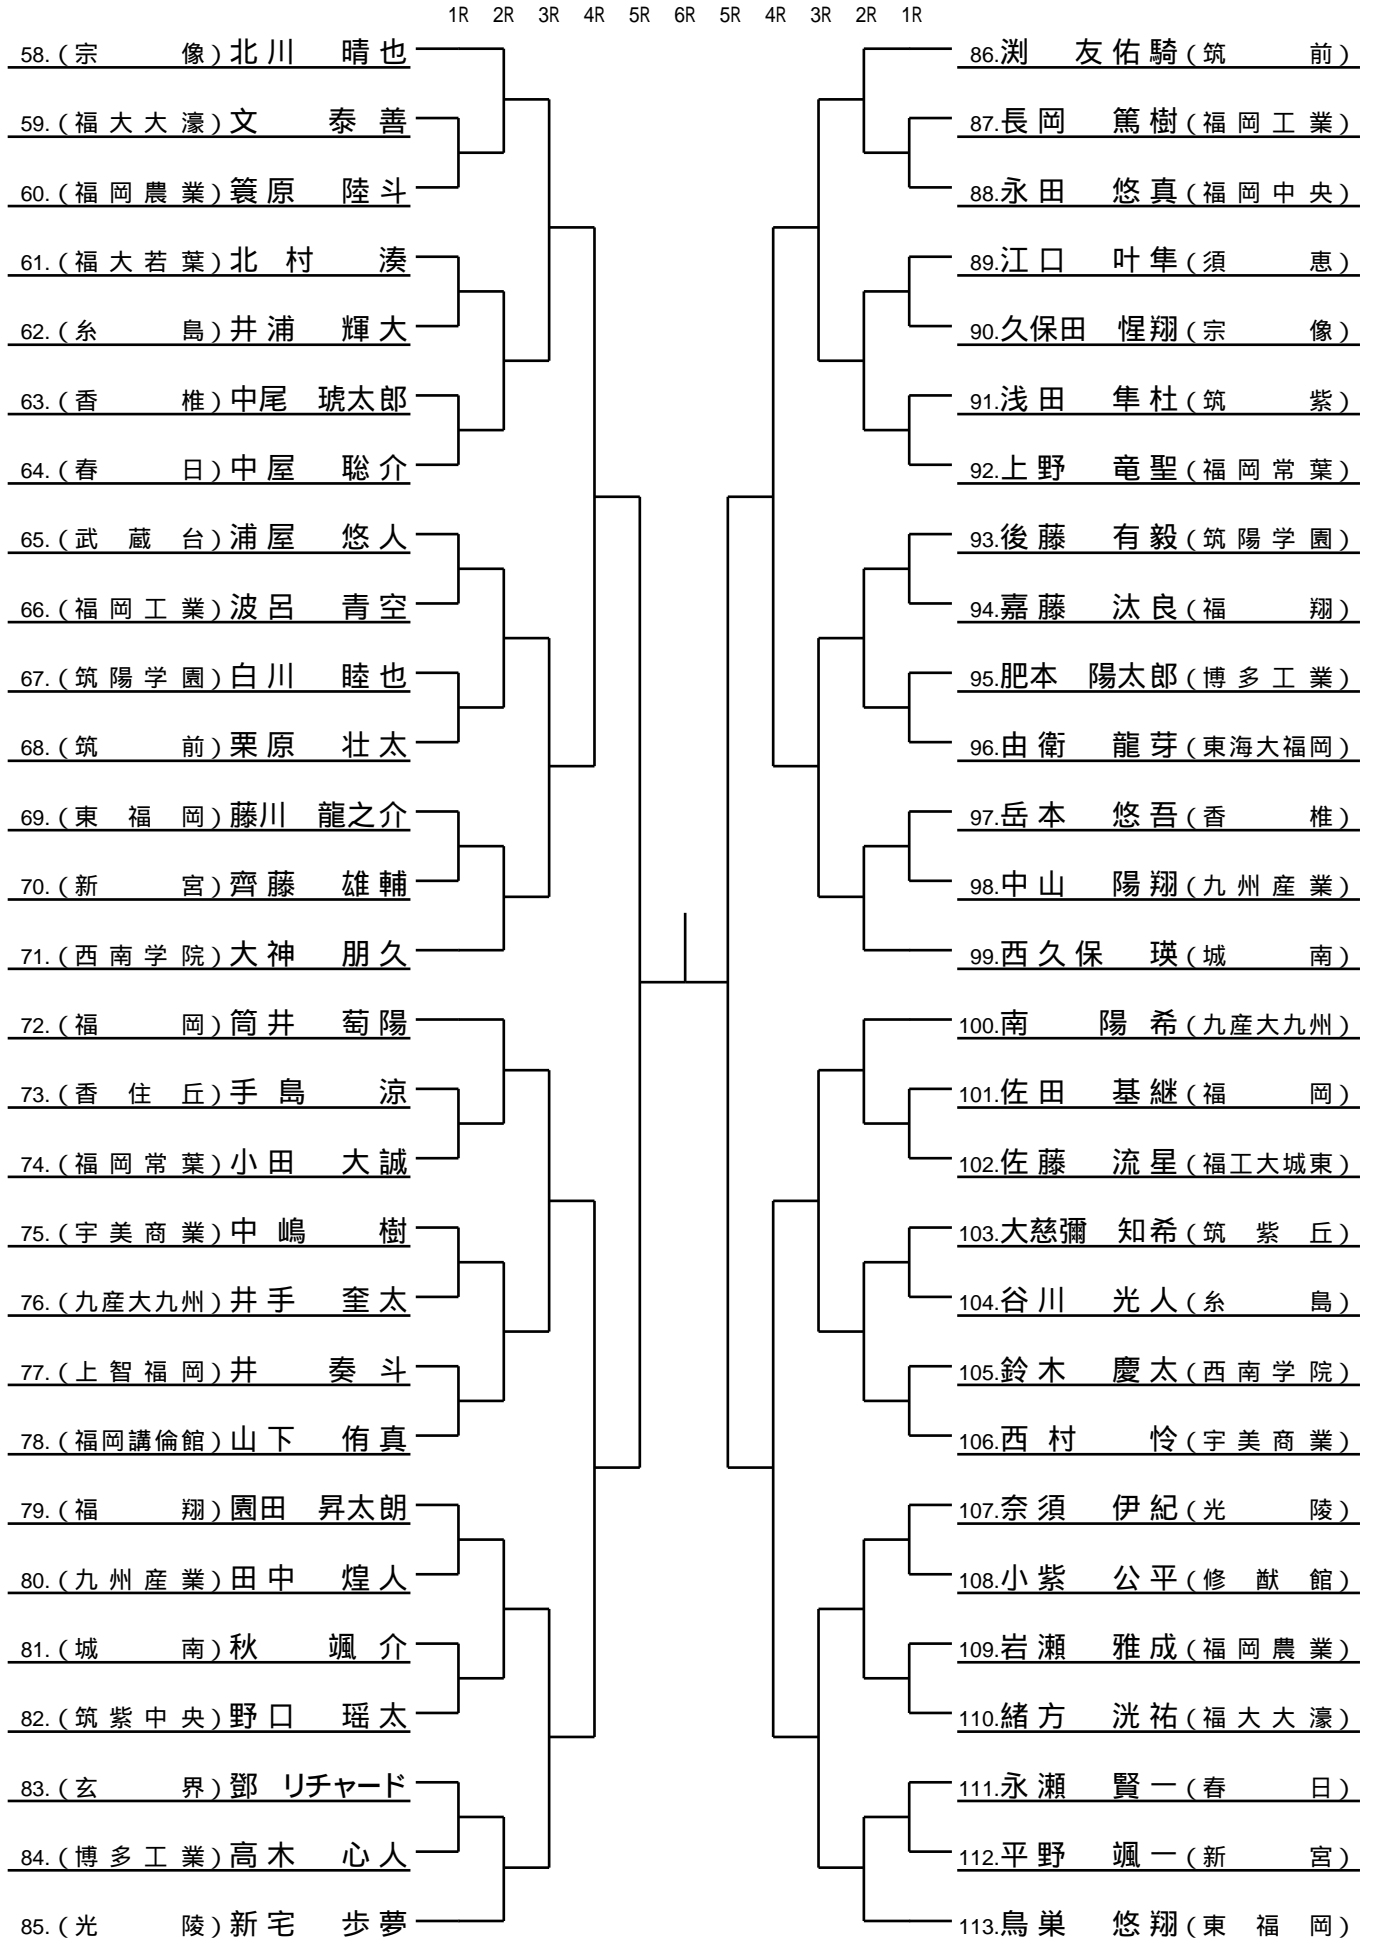 1R 2R 3R 4R 5R 6R 5R 4R 3R 2R 1R
58.(宗像)北川 晴也
59.(福大大濠)文 泰善
60.(福岡農業)簑原 陸斗
61.(福大若葉)北村 湊
62.(糸島)井浦 輝大
63.(香椎)中尾 琥太郎
64.(春日)中屋 聡介
65.(武蔵台)浦屋 悠人
66.(福岡工業)波呂 青空
67.(筑陽学園)白川 睦也
68.(筑前)栗原 壮太
69.(東福岡)藤川 龍之介
70.(新宮)齊藤 雄輔
71.(西南学院)大神 朋久
72.(福岡)筒井 萄陽
73.(香住丘)手島 涼
74.(福岡常葉)小田 大誠
75.(宇美商業)中嶋 樹
76.(九産大九州)井手 奎太
77.(上智福岡)井 奏斗
78.(福岡講倫館)山下 侑真
79.(福翔)園田 昇太朗
80.(九州産業)田中 煌人
81.(城南)秋 颯介
82.(筑紫中央)野口 瑶太
83.(玄界)鄧 リチャード
84.(博多工業)高木 心人
85.(光陵)新宅 歩夢
86.渕 友佑騎(筑前)
87.長岡 篤樹(福岡工業)
88.永田 悠真(福岡中央)
89.江口 叶隼(須恵)
90.久保田 惺翔(宗像)
91.浅田 隼杜(筑紫)
92.上野 竜聖(福岡常葉)
93.後藤 有毅(筑陽学園)
94.嘉藤 汰良(福翔)
95.肥本 陽太郎(博多工業)
96.由衛 龍芽(東海大福岡)
97.岳本 悠吾(香椎)
98.中山 陽翔(九州産業)
99.西久保 瑛(城南)
100.南 陽希(九産大九州)
101.佐田 基継(福岡)
102.佐藤 流星(福工大城東)
103.大慈彌 知希(筑紫丘)
104.谷川 光人(糸島)
105.鈴木 慶太(西南学院)
106.西村 怜(宇美商業)
107.奈須 伊紀(光陵)
108.小紫 公平(修猷館)
109.岩瀬 雅成(福岡農業)
110.緒方 洸祐(福大大濠)
111.永瀬 賢一(春日)
112.平野 颯一(新宮)
113.鳥巣 悠翔(東福岡)